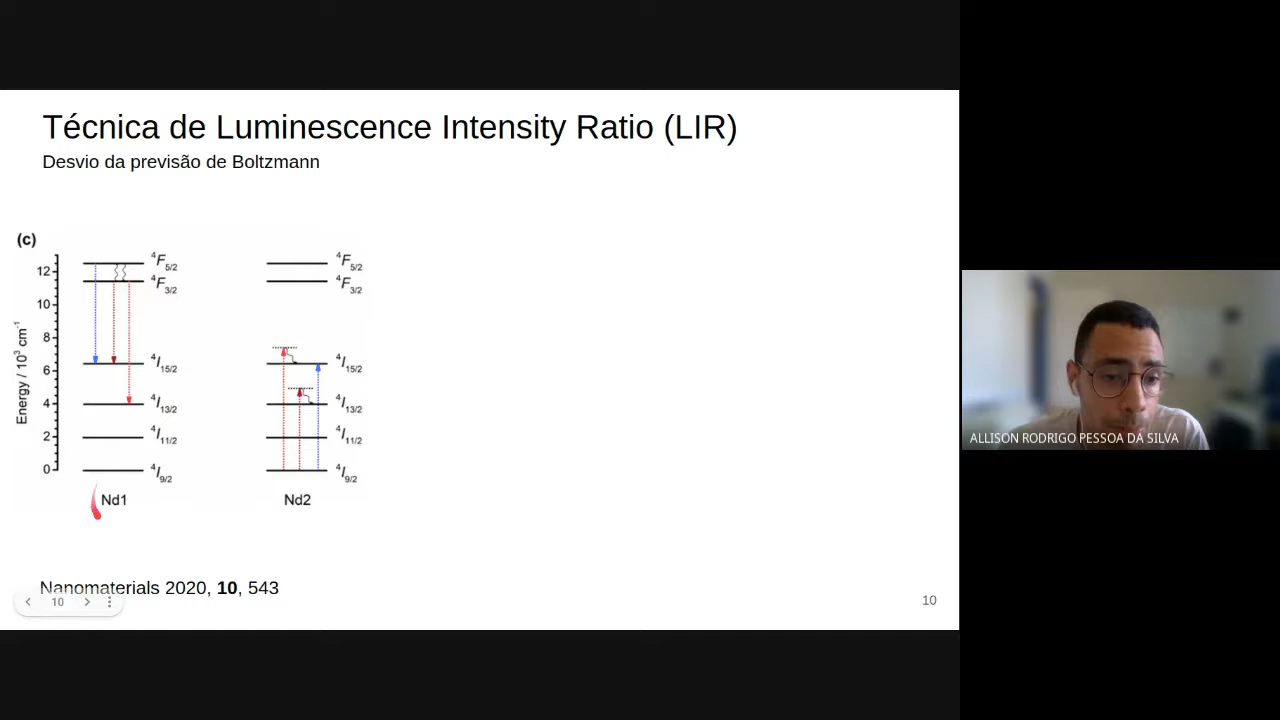 Técnica de Luminescence Intensity Ratio (LIR)
Desvio da previsão de Boltzmann
(c)
Energy / 10³ cm⁻¹
12
10
8
6
4
2
0
⁴F5/2
⁴F3/2
⁴I15/2
⁴I13/2
⁴I11/2
⁴I9/2
Nd1
⁴F5/2
⁴F3/2
⁴I15/2
⁴I13/2
⁴I11/2
⁴I9/2
Nd2
Nanomaterials 2020, 10, 543
10
10
ALLISON RODRIGO PESSOA DA SILVA